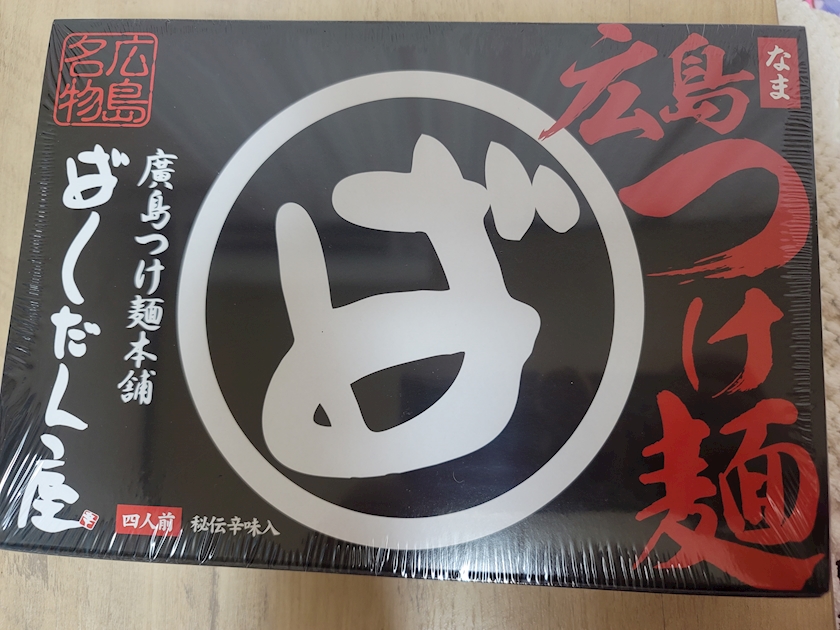 なま
広島つけ麺
ば
広島名物
廣島つけ麺本舗
ばくだん屋
四人前
秘伝辛味入